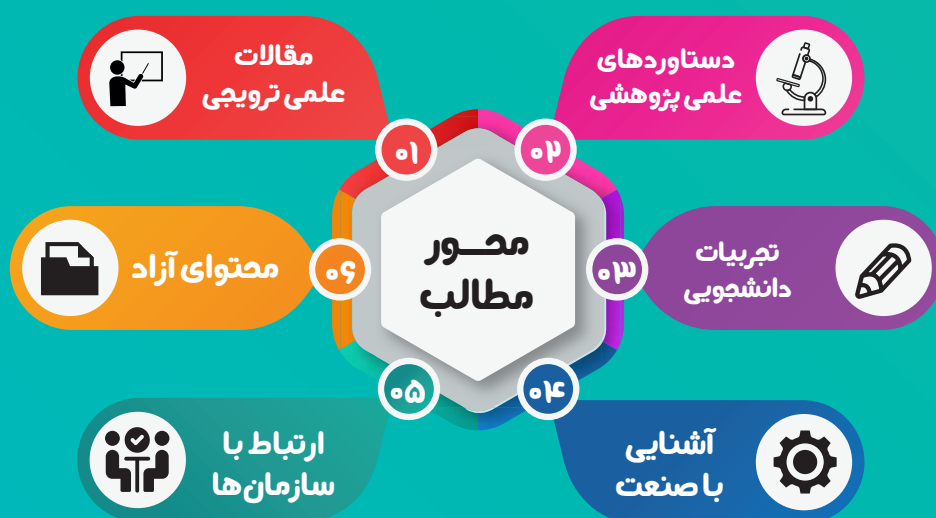 محور
مطالب
۰۱
مقالات
علمی ترویجی
۰۲
دستاوردهای
علمی پژوهشی
۰۳
تجربیات
دانشجویی
۰۴
آشنایی
با صنعت
۰۵
ارتباط با
سازمان‌ها
۰۶
محتوای آزاد